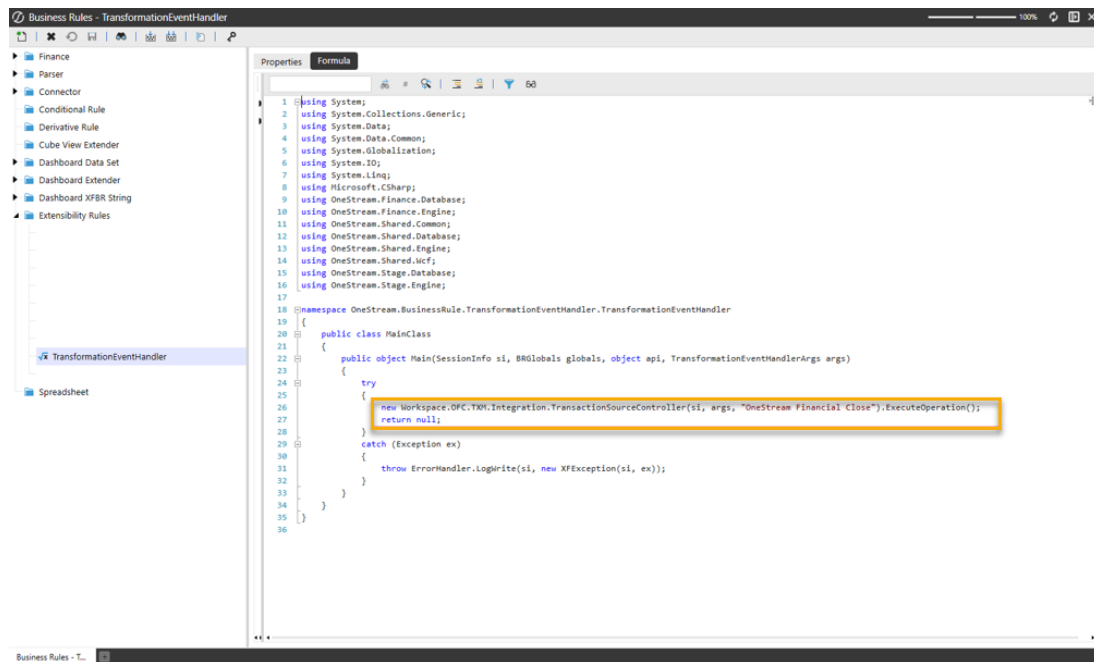 Business Rules - TransformationEventHandler
100%
Finance
Parser
Connector
Conditional Rule
Derivative Rule
Cube View Extender
Dashboard Data Set
Dashboard Extender
Dashboard XFBR String
Extensibility Rules
TransformationEventHandler
Spreadsheet
Properties Formula
1 using System;
2 using System.Collections.Generic;
3 using System.Data;
4 using System.Data.Common;
5 using System.Globalization;
6 using System.IO;
7 using System.Linq;
8 using Microsoft.CSharp;
9 using OneStream.Finance.Database;
10 using OneStream.Finance.Engine;
11 using OneStream.Shared.Common;
12 using OneStream.Shared.Database;
13 using OneStream.Shared.Engine;
14 using OneStream.Shared.Wcf;
15 using OneStream.Stage.Database;
16 using OneStream.Stage.Engine;
17
18 namespace OneStream.BusinessRule.TransformationEventHandler.TransformationEventHandler
19 {
20 public class MainClass
21 {
22 public object Main(SessionInfo si, BRGlobals globals, object api, TransformationEventHandlerArgs args)
23 {
24 try
25 {
26 new Workspace.OFC.TXM.Integration.TransactionSourceController(si, args, "OneStream Financial Close").ExecuteOperation();
27 return null;
28 }
29 catch (Exception ex)
30 {
31 throw ErrorHandler.LogWrite(si, new XFException(si, ex));
32 }
33 }
34 }
35 }
36
Business Rules - T...